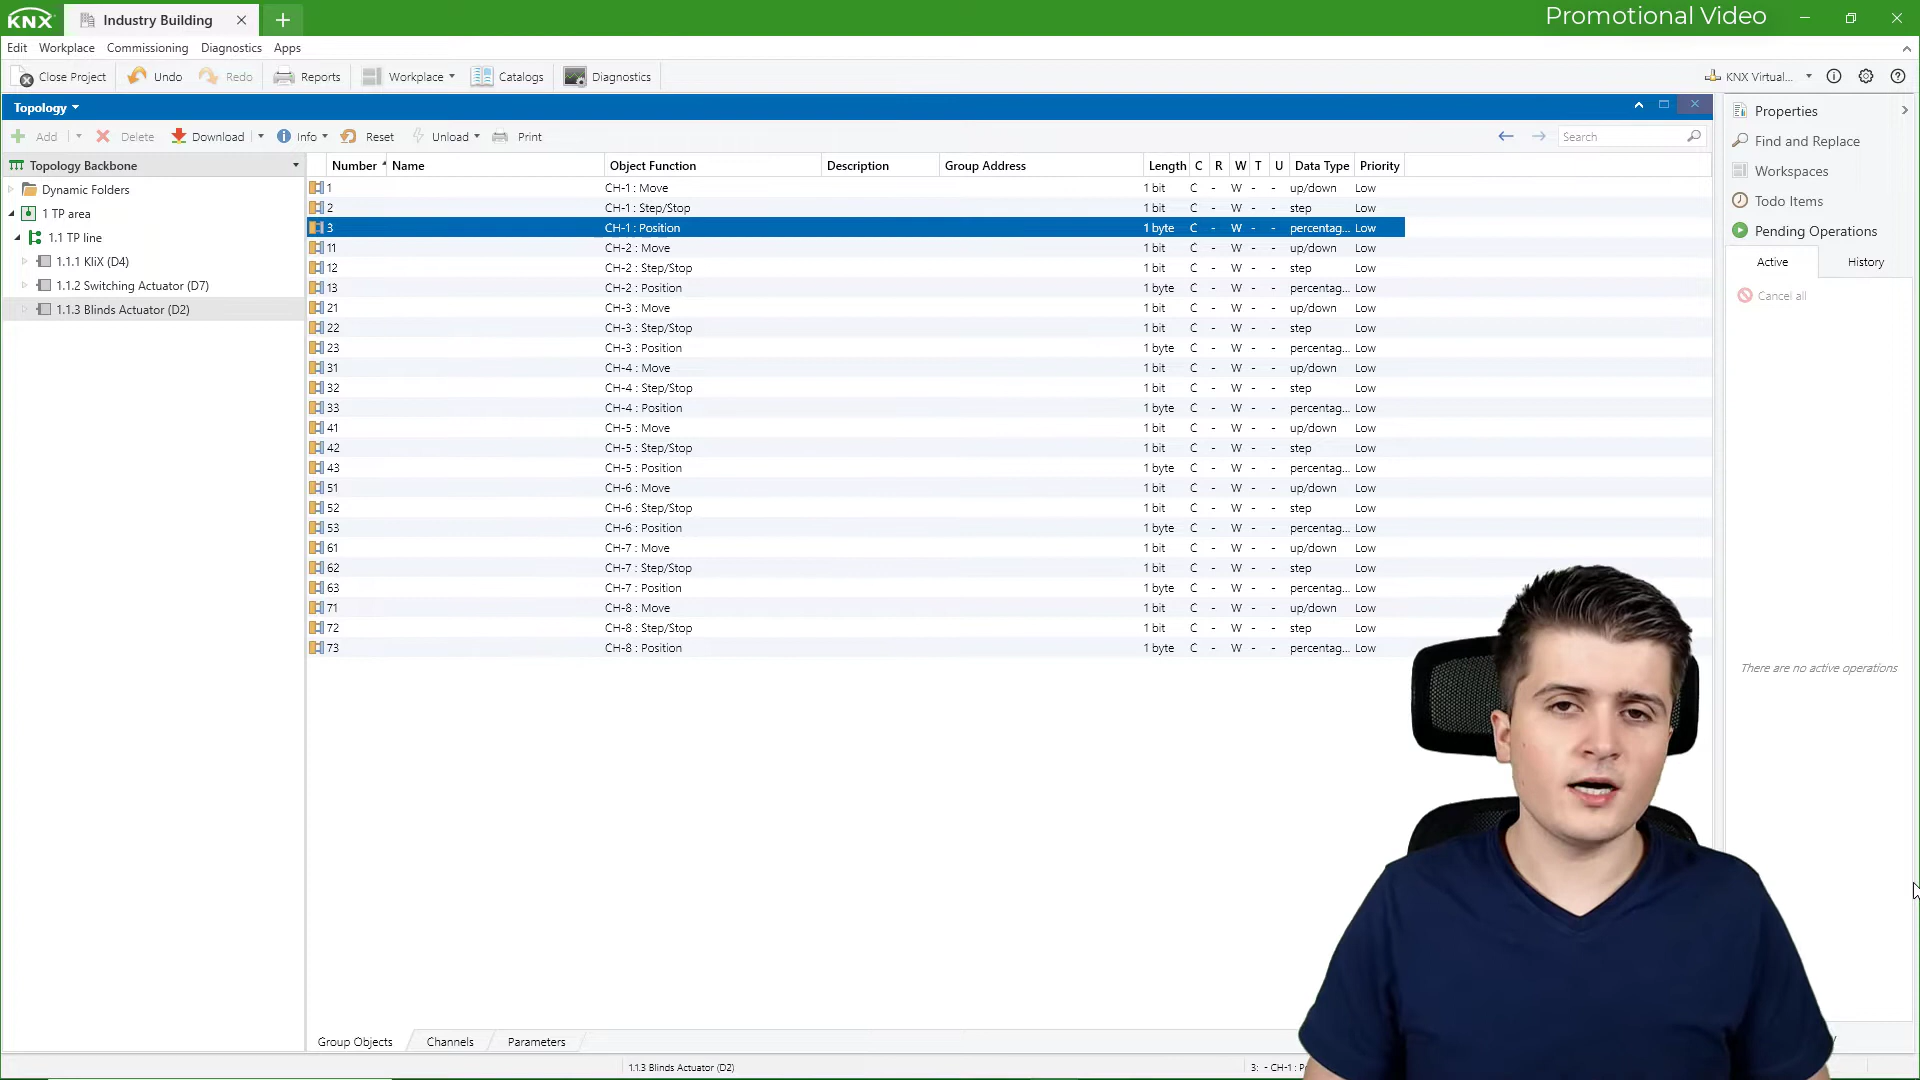 KNX Industry Building Promotional Video
Edit Workplace Commissioning Diagnostics Apps
Close Project Undo Redo Reports Workplace Catalogs Diagnostics KNX Virtual...
Topology
Add Delete Download Info Reset Unload Print Search
Topology Backbone
Dynamic Folders
1 TP area
1.1 TP line
1.1.1 KliX (D4)
1.1.2 Switching Actuator (D7)
1.1.3 Blinds Actuator (D2)
Number Name Object Function Description Group Address Length C R W T U Data Type Priority
1 CH-1 : Move 1 bit C - W - - up/down Low
2 CH-1 : Step/Stop 1 bit C - W - - step Low
3 CH-1 : Position 1 byte C - W - - percentag... Low
11 CH-2 : Move 1 bit C - W - - up/down Low
12 CH-2 : Step/Stop 1 bit C - W - - step Low
13 CH-2 : Position 1 byte C - W - - percentag... Low
21 CH-3 : Move 1 bit C - W - - up/down Low
22 CH-3 : Step/Stop 1 bit C - W - - step Low
23 CH-3 : Position 1 byte C - W - - percentag... Low
31 CH-4 : Move 1 bit C - W - - up/down Low
32 CH-4 : Step/Stop 1 bit C - W - - step Low
33 CH-4 : Position 1 byte C - W - - percentag... Low
41 CH-5 : Move 1 bit C - W - - up/down Low
42 CH-5 : Step/Stop 1 bit C - W - - step Low
43 CH-5 : Position 1 byte C - W - - percentag... Low
51 CH-6 : Move 1 bit C - W - - up/down Low
52 CH-6 : Step/Stop 1 bit C - W - - step Low
53 CH-6 : Position 1 byte C - W - - percentag... Low
61 CH-7 : Move 1 bit C - W - - up/down Low
62 CH-7 : Step/Stop 1 bit C - W - - step Low
63 CH-7 : Position 1 byte C - W - - percentag... Low
71 CH-8 : Move 1 bit C - W - - up/down Low
72 CH-8 : Step/Stop 1 bit C - W - - step Low
73 CH-8 : Position 1 byte C - W - - percentag... Low
Properties
Find and Replace
Workspaces
Todo Items
Pending Operations
Active History
Cancel all
There are no active operations
Group Objects Channels Parameters
1.1.3 Blinds Actuator (D2) 3: - CH-1 :